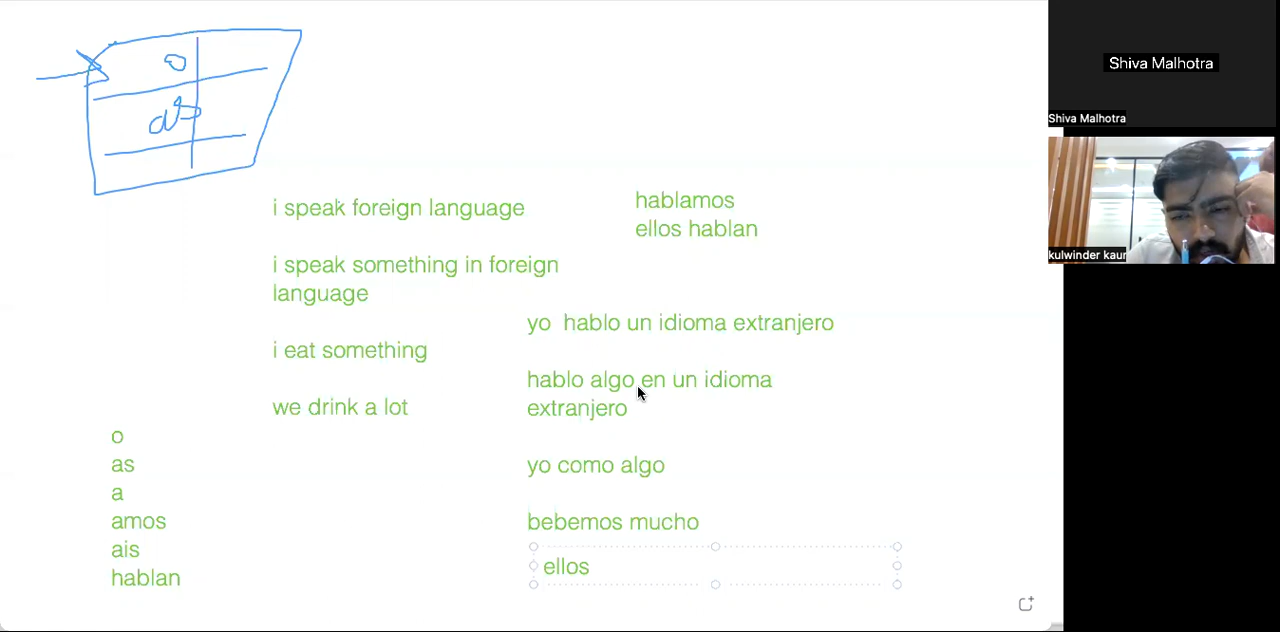 o
as
i speak foreign language
hablamos
ellos hablan
i speak something in foreign
language
yo hablo un idioma extranjero
i eat something
hablo algo en un idioma
extranjero
we drink a lot
yo como algo
o
as
a
amos
ais
hablan
bebemos mucho
ellos
Shiva Malhotra
Shiva Malhotra
kulwinder kaur